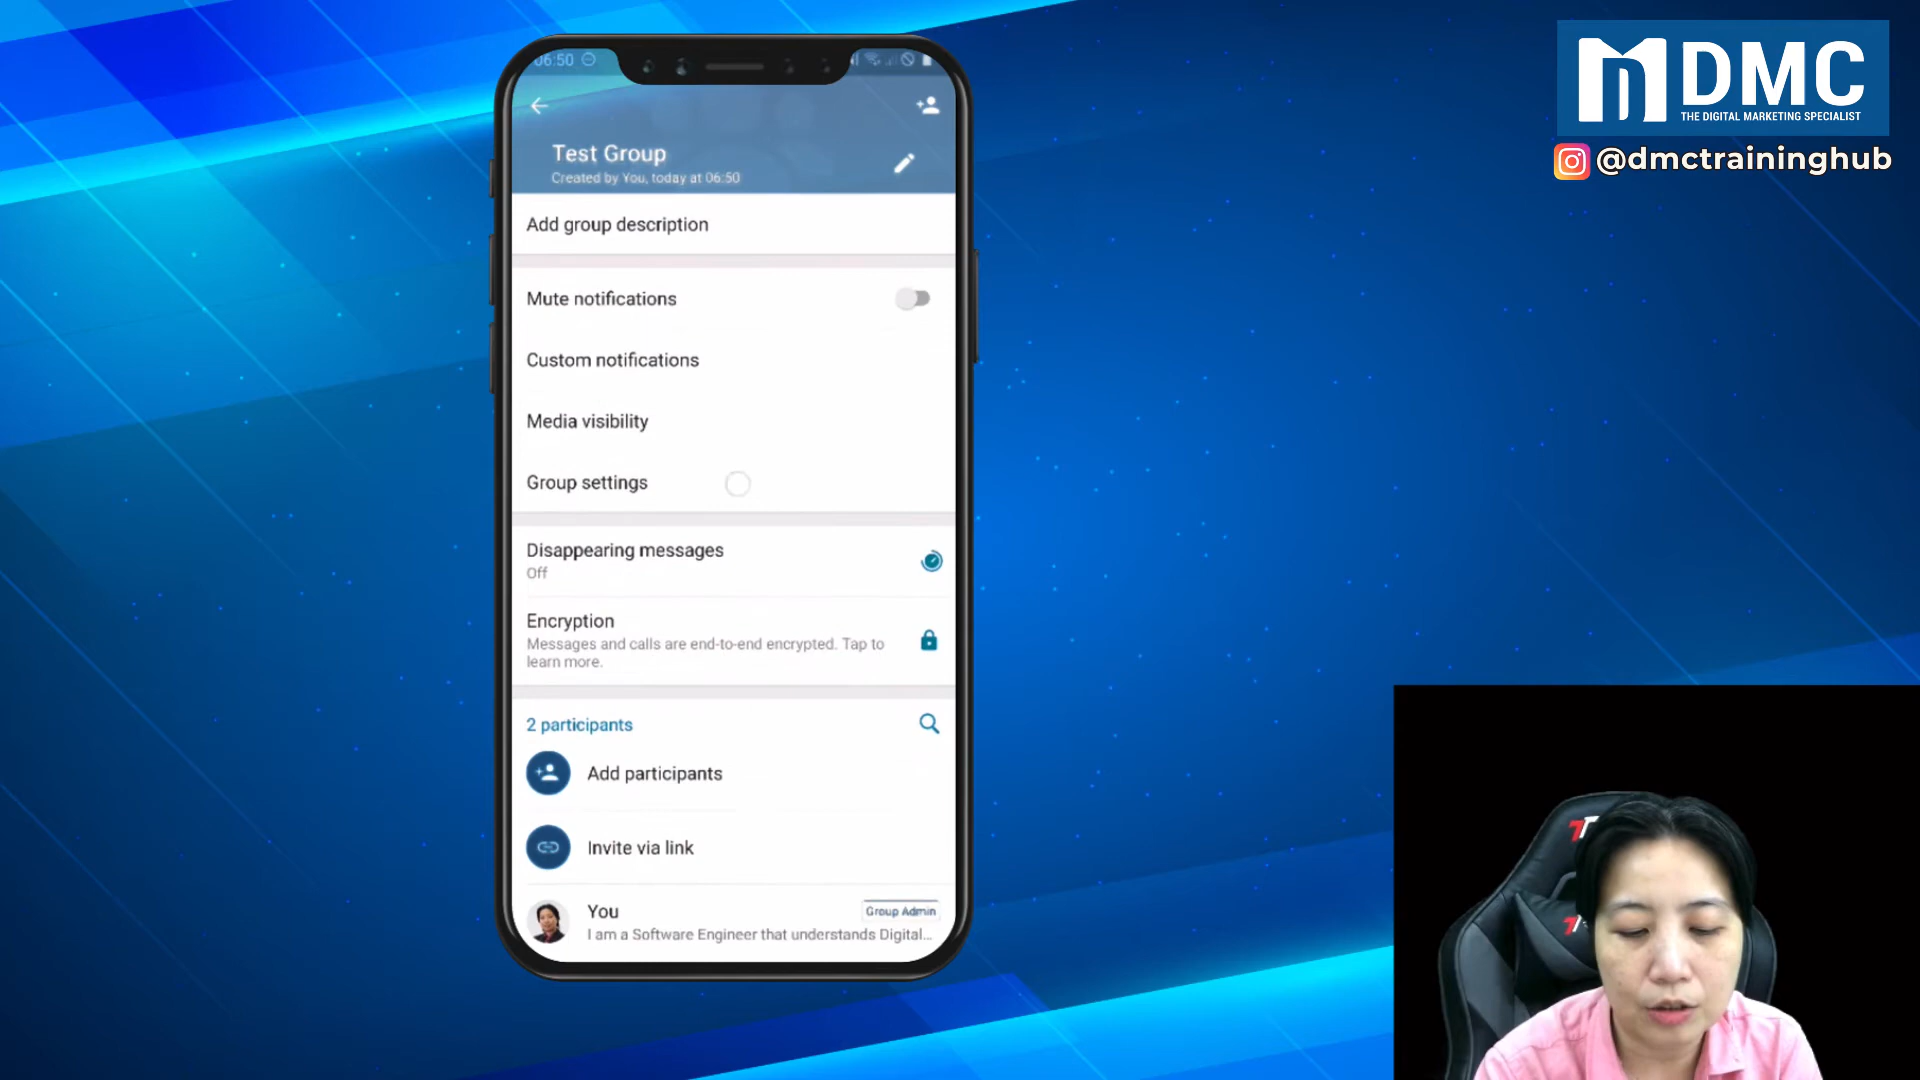 06:50
Test Group
Created by You, today at 06:50
Add group description
Mute notifications
Custom notifications
Media visibility
Group settings
Disappearing messages
Off
Encryption
Messages and calls are end-to-end encrypted. Tap to
learn more.
2 participants
Add participants
Invite via link
You
Group Admin
I am a Software Engineer that understands Digital...
DMC
THE DIGITAL MARKETING SPECIALIST
@dmctraininghub